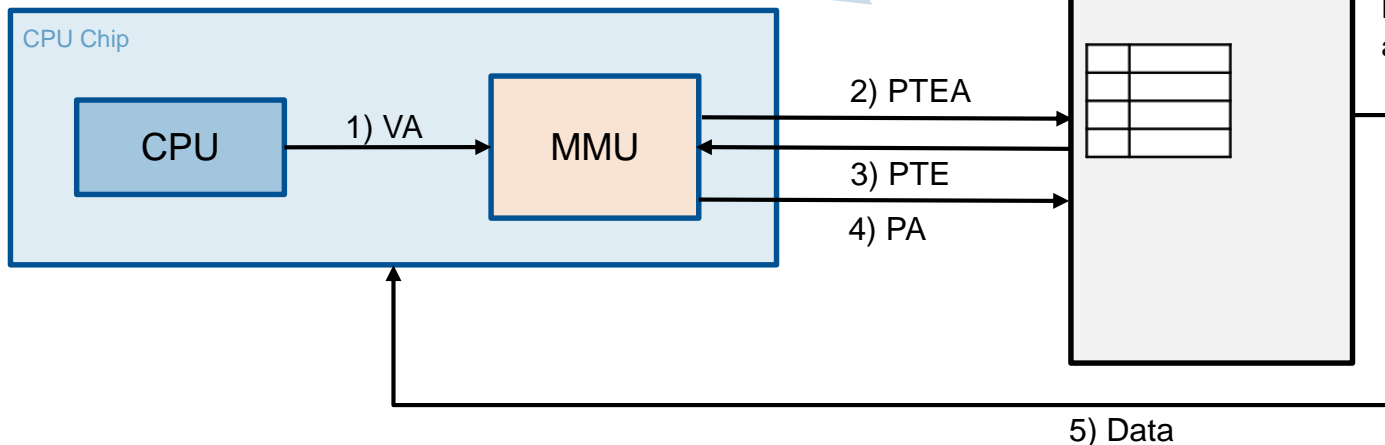 CPU Chip
CPU
1) VA
MMU
2) PTEA
3) PTE
4) PA
5) Data